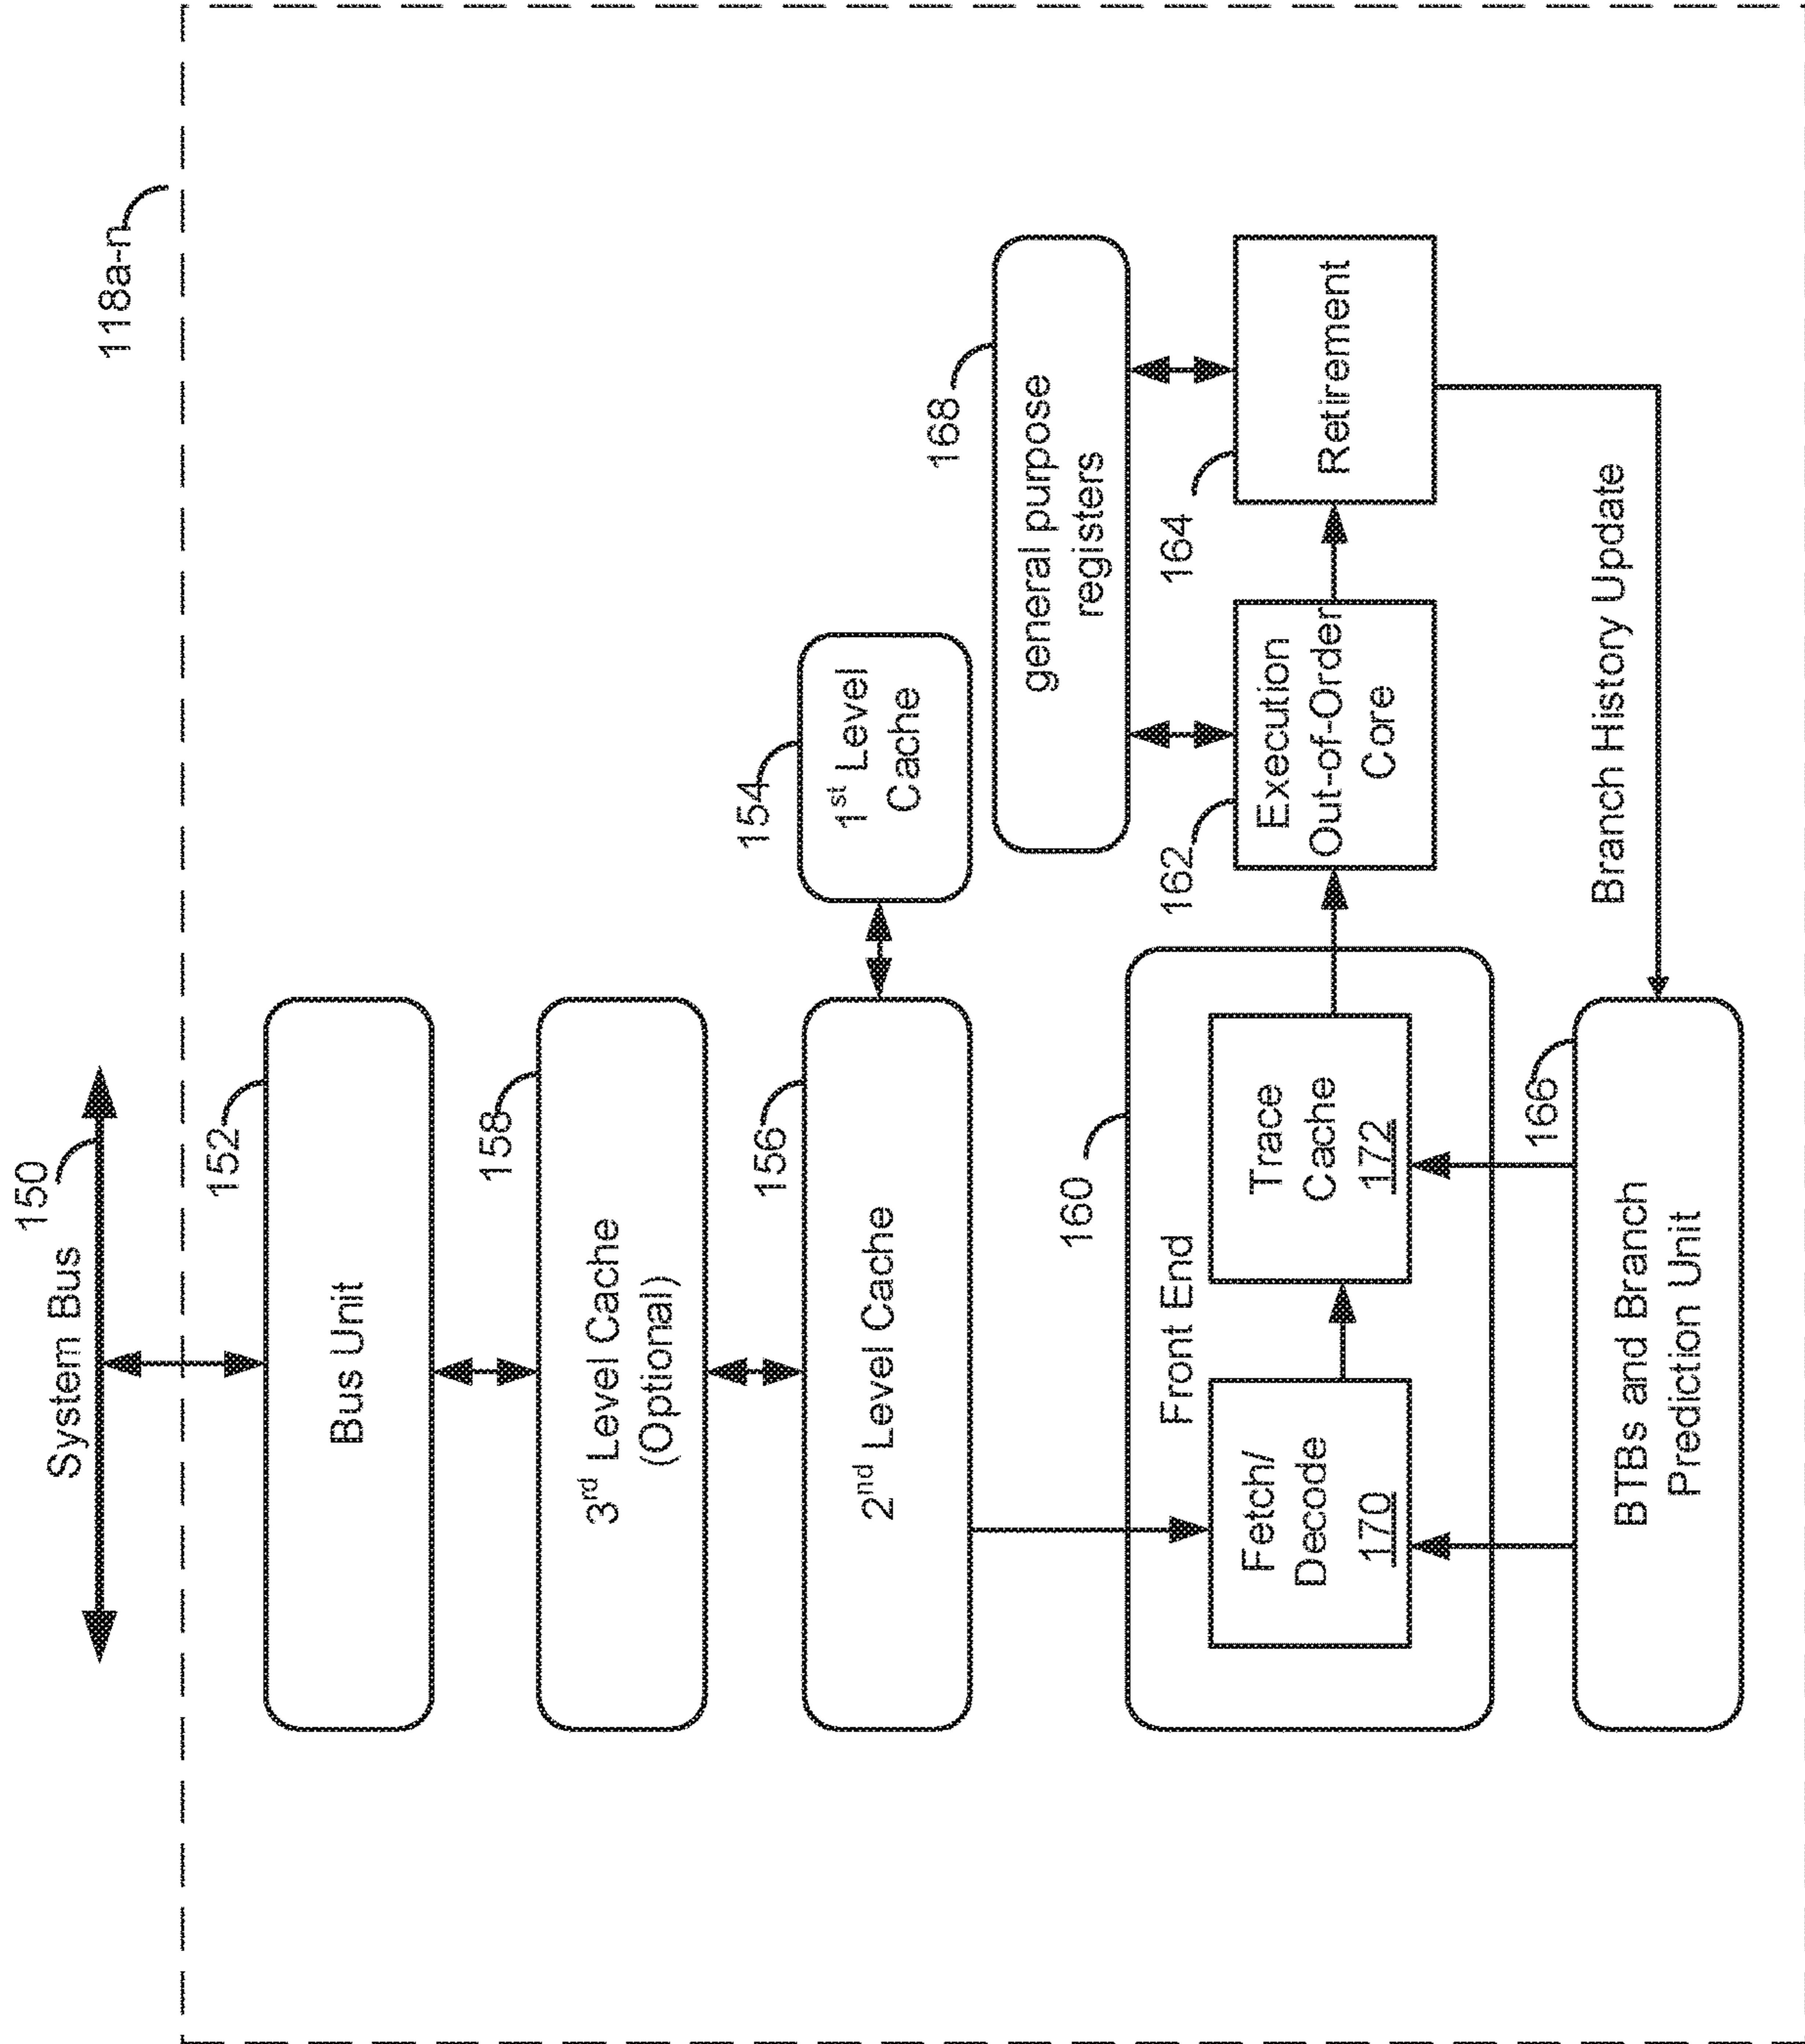 118a-n
150
System Bus
152
Bus Unit
158
3rd Level Cache
(Optional)
156
2nd Level Cache
154
1st Level
Cache
168
general purpose
registers
160
Front End
Fetch/
Decode
170
Trace
Cache
172
162
Execution
Out-of-Order
Core
164
Retirement
Branch History Update
166
BTBs and Branch
Prediction Unit